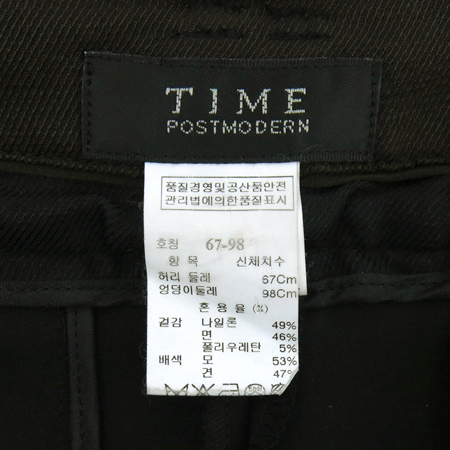 TIME
POSTMODERN
품질경영및공산품안전
관리법에의한품질표시
호칭 67-98
항목 신체치수
허리 둘레 67Cm
엉덩이둘레 98Cm
혼용율(%)
겉감 나일론 49%
면 46%
폴리우레탄 5%
배색 모 53%
견 47%